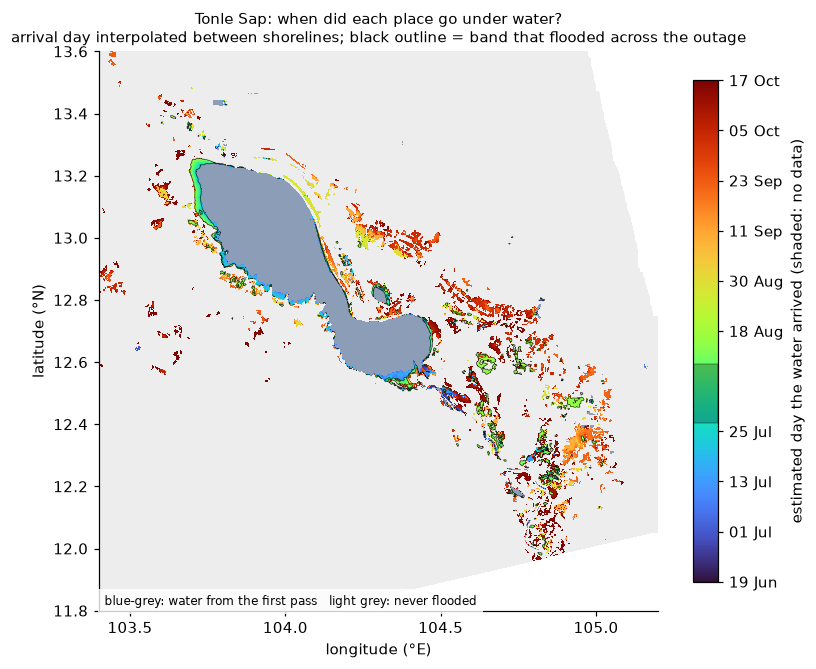 Tonle Sap: when did each place go under water?
arrival day interpolated between shorelines; black outline = band that flooded across the outage
13.6
13.4
13.2
13.0
12.8
12.6
12.4
12.2
12.0
11.8
latitude (°N)
blue-grey: water from the first pass light grey: never flooded
103.5
104.0
104.5
105.0
longitude (°E)
17 Oct
05 Oct
23 Sep
11 Sep
30 Aug
18 Aug
25 Jul
13 Jul
01 Jul
19 Jun
estimated day the water arrived (shaded: no data)